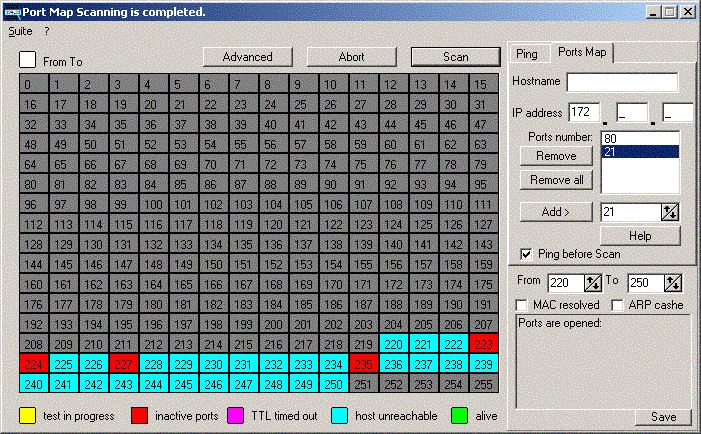 Port Map Scanning is completed.
Suite ?
From To Advanced Abort Scan
Ping Ports Map
Hostname
IP address 172 . _ . _
Ports number: 80
21
Remove
Remove all
Add > 21
Help
Ping before Scan
From 220 To 250
MAC resolved ARP cashe
Ports are opened:
Save
0 1 2 3 4 5 6 7 8 9 10 11 12 13 14 15
16 17 18 19 20 21 22 23 24 25 26 27 28 29 30 31
32 33 34 35 36 37 38 39 40 41 42 43 44 45 46 47
48 49 50 51 52 53 54 55 56 57 58 59 60 61 62 63
64 65 66 67 68 69 70 71 72 73 74 75 76 77 78 79
80 81 82 83 84 85 86 87 88 89 90 91 92 93 94 95
96 97 98 99 100 101 102 103 104 105 106 107 108 109 110 111
112 113 114 115 116 117 118 119 120 121 122 123 124 125 126 127
128 129 130 131 132 133 134 135 136 137 138 139 140 141 142 143
144 145 146 147 148 149 150 151 152 153 154 155 156 157 158 159
160 161 162 163 164 165 166 167 168 169 170 171 172 173 174 175
176 177 178 179 180 181 182 183 184 185 186 187 188 189 190 191
192 193 194 195 196 197 198 199 200 201 202 203 204 205 206 207
208 209 210 211 212 213 214 215 216 217 218 219 220 221 222 223
224 225 226 227 228 229 230 231 232 233 234 235 236 237 238 239
240 241 242 243 244 245 246 247 248 249 250 251 252 253 254 255
test in progress inactive ports TTL timed out host unreachable alive